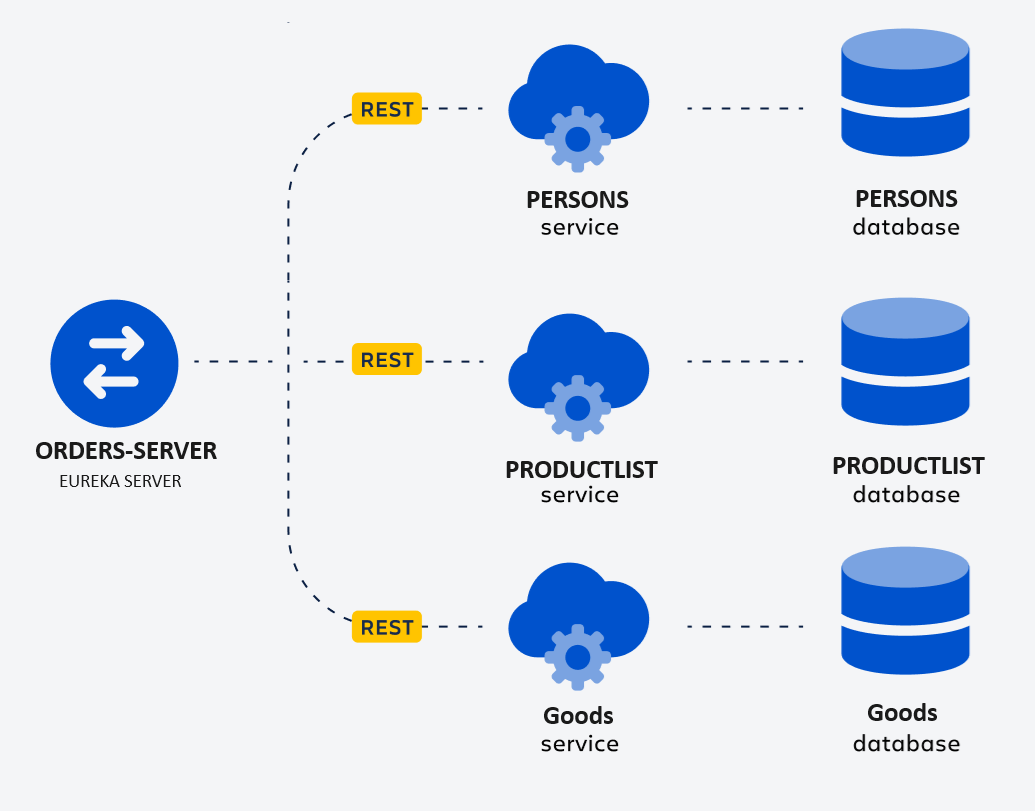 REST
PERSONS
service
PERSONS
database
ORDERS-SERVER
EUREKA SERVER
REST
PRODUCTLIST
service
PRODUCTLIST
database
REST
Goods
service
Goods
database